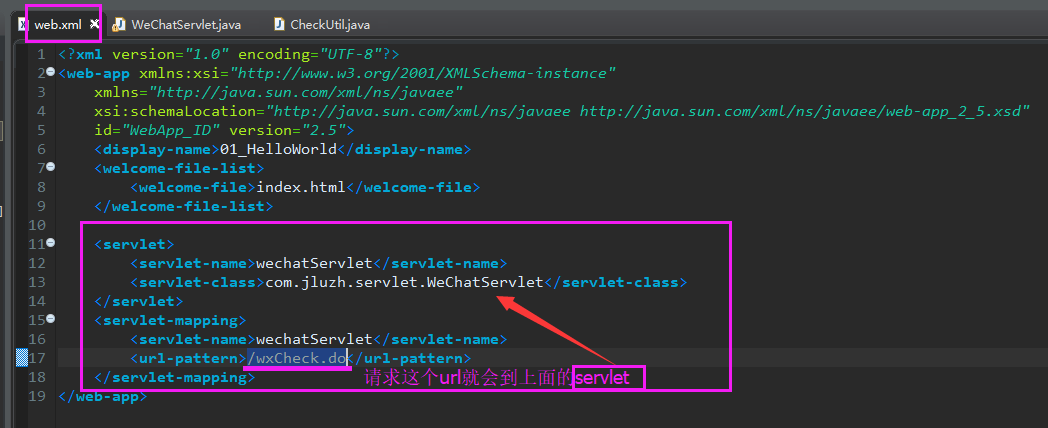 web.xml WeChatServlet.java CheckUtil.java
1 <?xml version="1.0" encoding="UTF-8"?>
2 <web-app xmlns:xsi="http://www.w3.org/2001/XMLSchema-instance"
3 xmlns="http://java.sun.com/xml/ns/javaee"
4 xsi:schemaLocation="http://java.sun.com/xml/ns/javaee http://java.sun.com/xml/ns/javaee/web-app_2_5.xsd"
5 id="WebApp_ID" version="2.5">
6 <display-name>01_HelloWorld</display-name>
7 <welcome-file-list>
8 <welcome-file>index.html</welcome-file>
9 </welcome-file-list>
10
11 <servlet>
12 <servlet-name>wechatServlet</servlet-name>
13 <servlet-class>com.jluzh.servlet.WeChatServlet</servlet-class>
14 </servlet>
15 <servlet-mapping>
16 <servlet-name>wechatServlet</servlet-name>
17 <url-pattern>/wxCheck.do</url-pattern>
18 </servlet-mapping> 请求这个url就会到上面的servlet
19 </web-app>